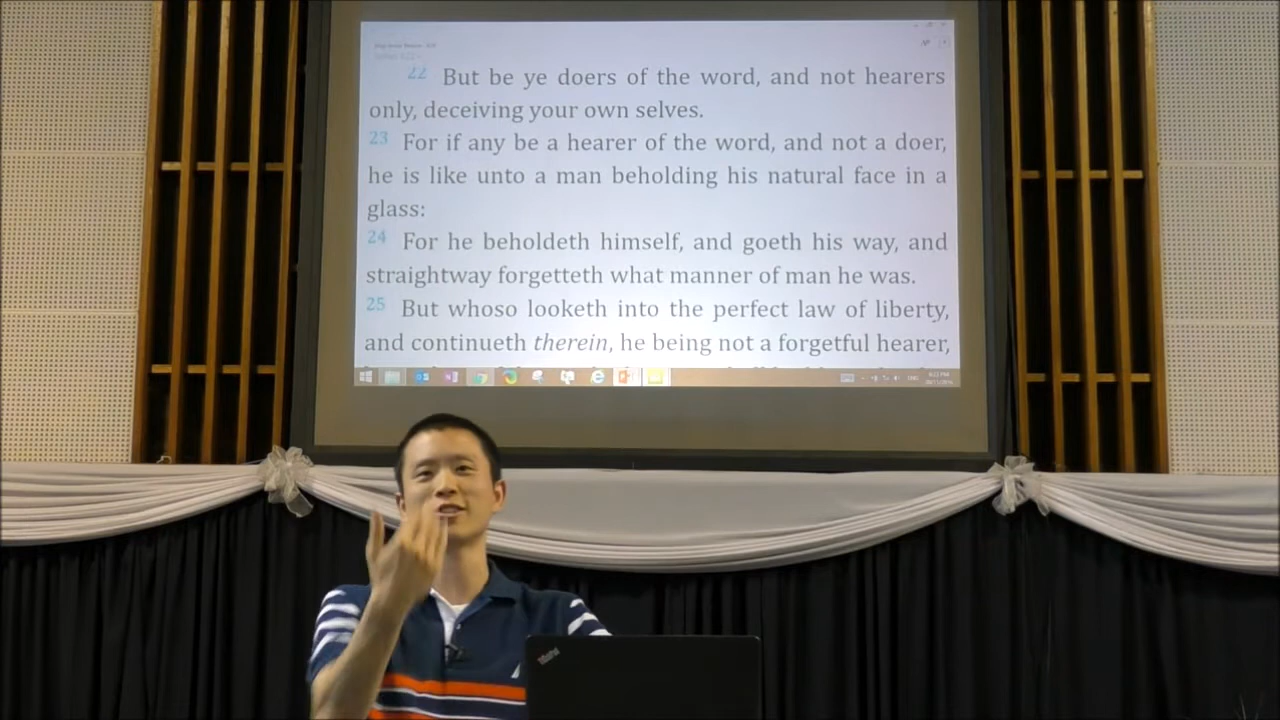 22 But be ye doers of the word, and not hearers
only, deceiving your own selves.
23 For if any be a hearer of the word, and not a doer,
he is like unto a man beholding his natural face in a
glass:
24 For he beholdeth himself, and goeth his way, and
straightway forgetteth what manner of man he was.
25 But whoso looketh into the perfect law of liberty,
and continueth therein, he being not a forgetful hearer,
ThinkPad